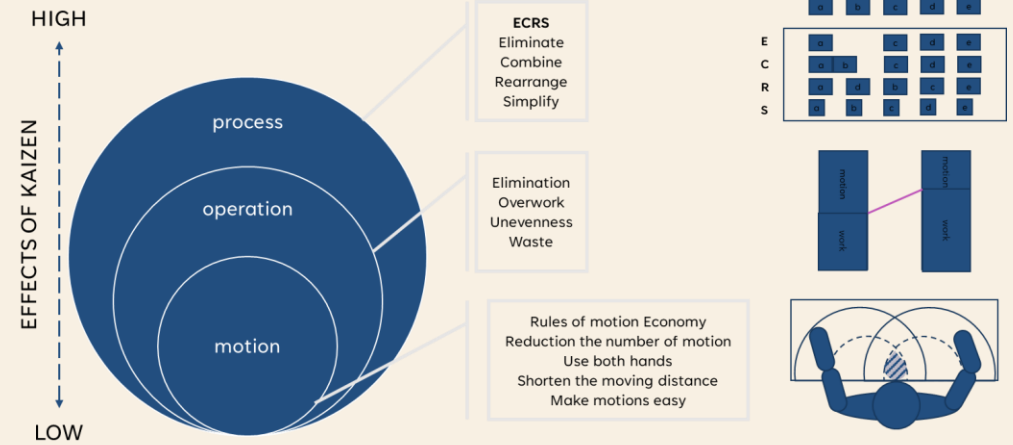 HIGH
EFFECTS OF KAIZEN
LOW
process
operation
motion
ECRS
Eliminate
Combine
Rearrange
Simplify
Elimination
Overwork
Unevenness
Waste
Rules of motion Economy
Reduction the number of motion
Use both hands
Shorten the moving distance
Make motions easy
a b c d e
E a c d e
C a b c d e
R a d b c e
S a b c d e
motion motion
work work